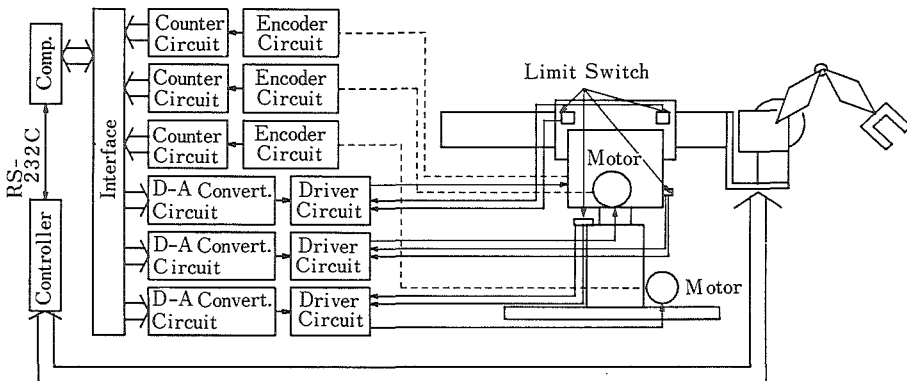 Comp.
RS-
232C
Controller
Interface
Counter
Circuit
Encoder
Circuit
Counter
Circuit
Encoder
Circuit
Counter
Circuit
Encoder
Circuit
D-A Convert.
Circuit
Driver
Circuit
D-A Convert.
Circuit
Driver
Circuit
D-A Convert.
Circuit
Driver
Circuit
Limit Switch
Motor
Motor